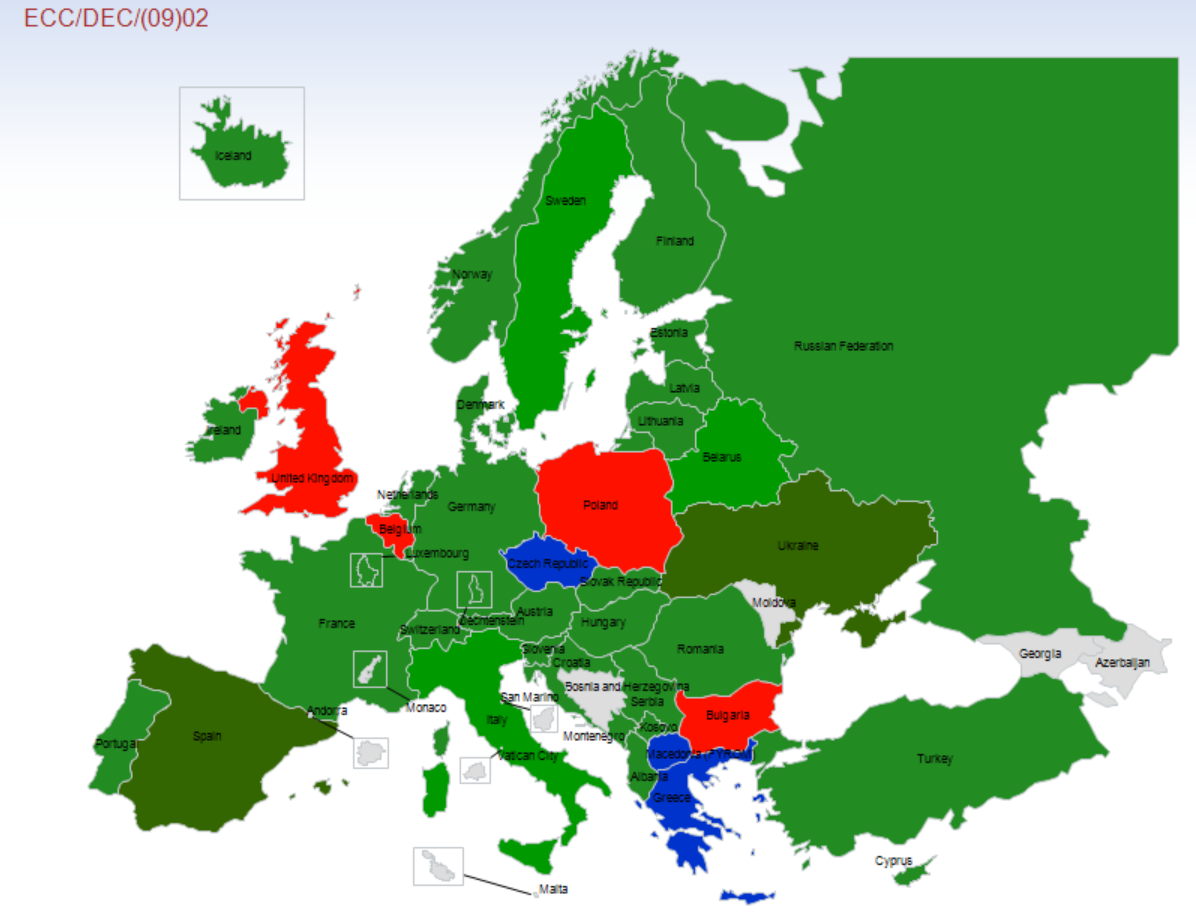 ECC/DEC/(09)02
Iceland
Sweden
Finland
Norway
Estonia
Russian Federation
Latvia
Denmark
Lithuania
Ireland
Belarus
United Kingdom
Netherlands
Germany
Poland
Belgium
Ukraine
Luxembourg
Czech Republic
Slovak Republic
Moldova
Austria
France
Liechtenstein
Hungary
Switzerland
Slovenia
Romania
Georgia
Croatia
Azerbaijan
Bosnia and Herzegovina
San Marino
Serbia
Monaco
Andorra
Bulgaria
Italy
Kosovo
Spain
Montenegro
Portugal
Vatican City
Macedonia (FYROM)
Turkey
Albania
Greece
Cyprus
Malta